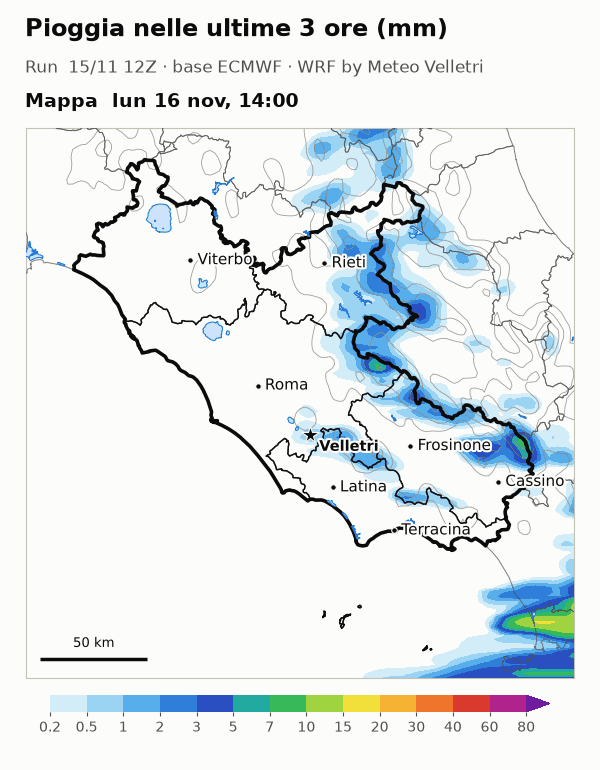 Pioggia nelle ultime 3 ore (mm)
Run  15/11 12Z · base ECMWF · WRF by Meteo Velletri
Mappa  lun 16 nov, 14:00
Viterbo
Rieti
Roma
Velletri
Frosinone
Latina
Cassino
Terracina
50 km
0.2 0.5 1 2 3 5 7 10 15 20 30 40 60 80